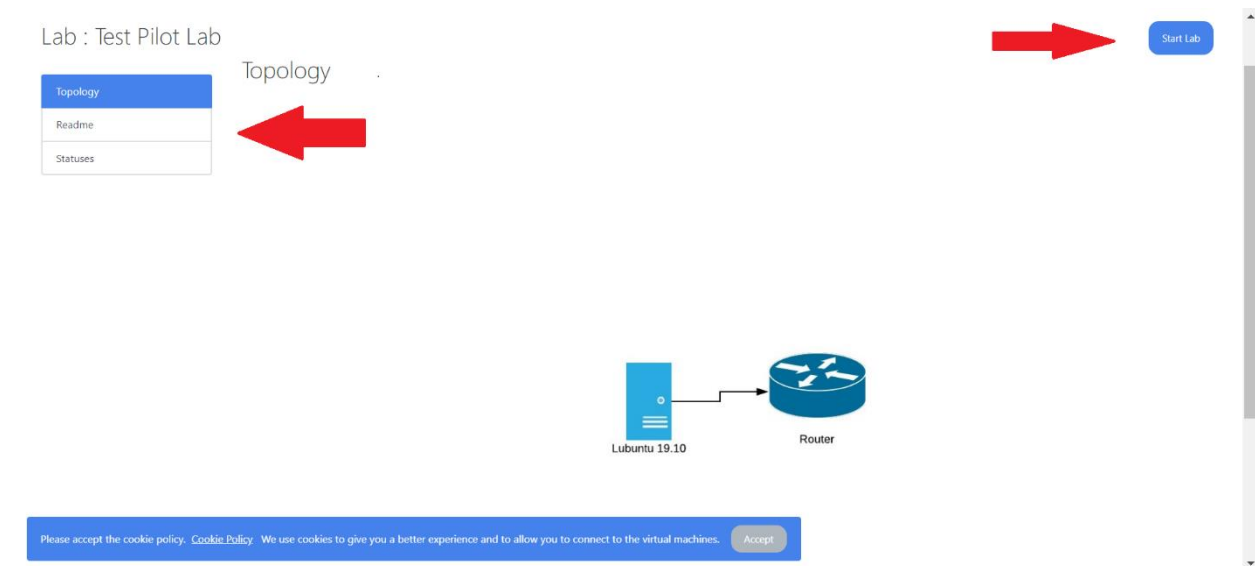 Lab : Test Pilot Lab
Start Lab
Topology
Readme
Statuses
Topology .
Lubuntu 19.10
Router
Please accept the cookie policy. Cookie Policy We use cookies to give you a better experience and to allow you to connect to the virtual machines. Accept